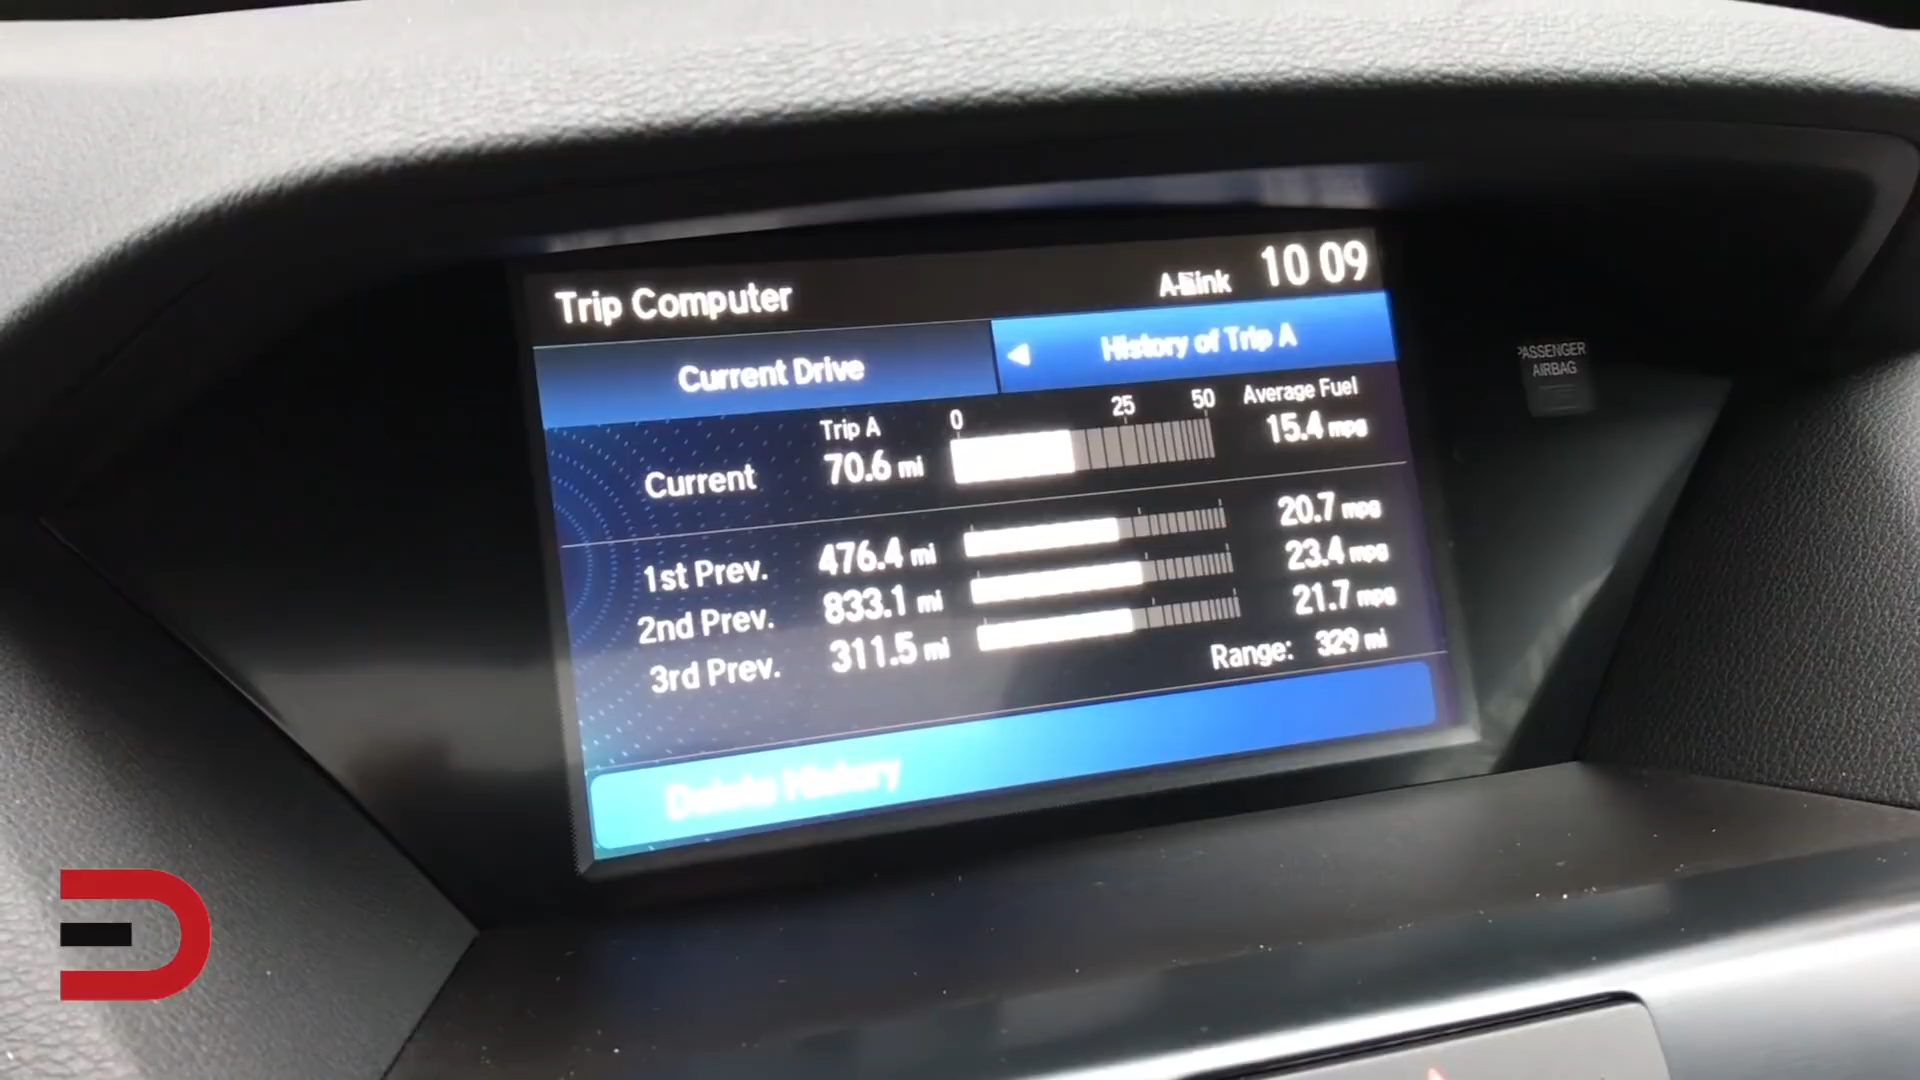 Trip Computer
10 09
Current Drive
History of Trip A
Trip A
0
25
50
Average Fuel
Current
70.6 mi
15.4 mpg
1st Prev.
476.4 mi
20.7 mpg
2nd Prev.
833.1 mi
23.4 mpg
3rd Prev.
311.5 mi
21.7 mpg
Range: 329 mi
Delete History
PASSENGER
AIRBAG